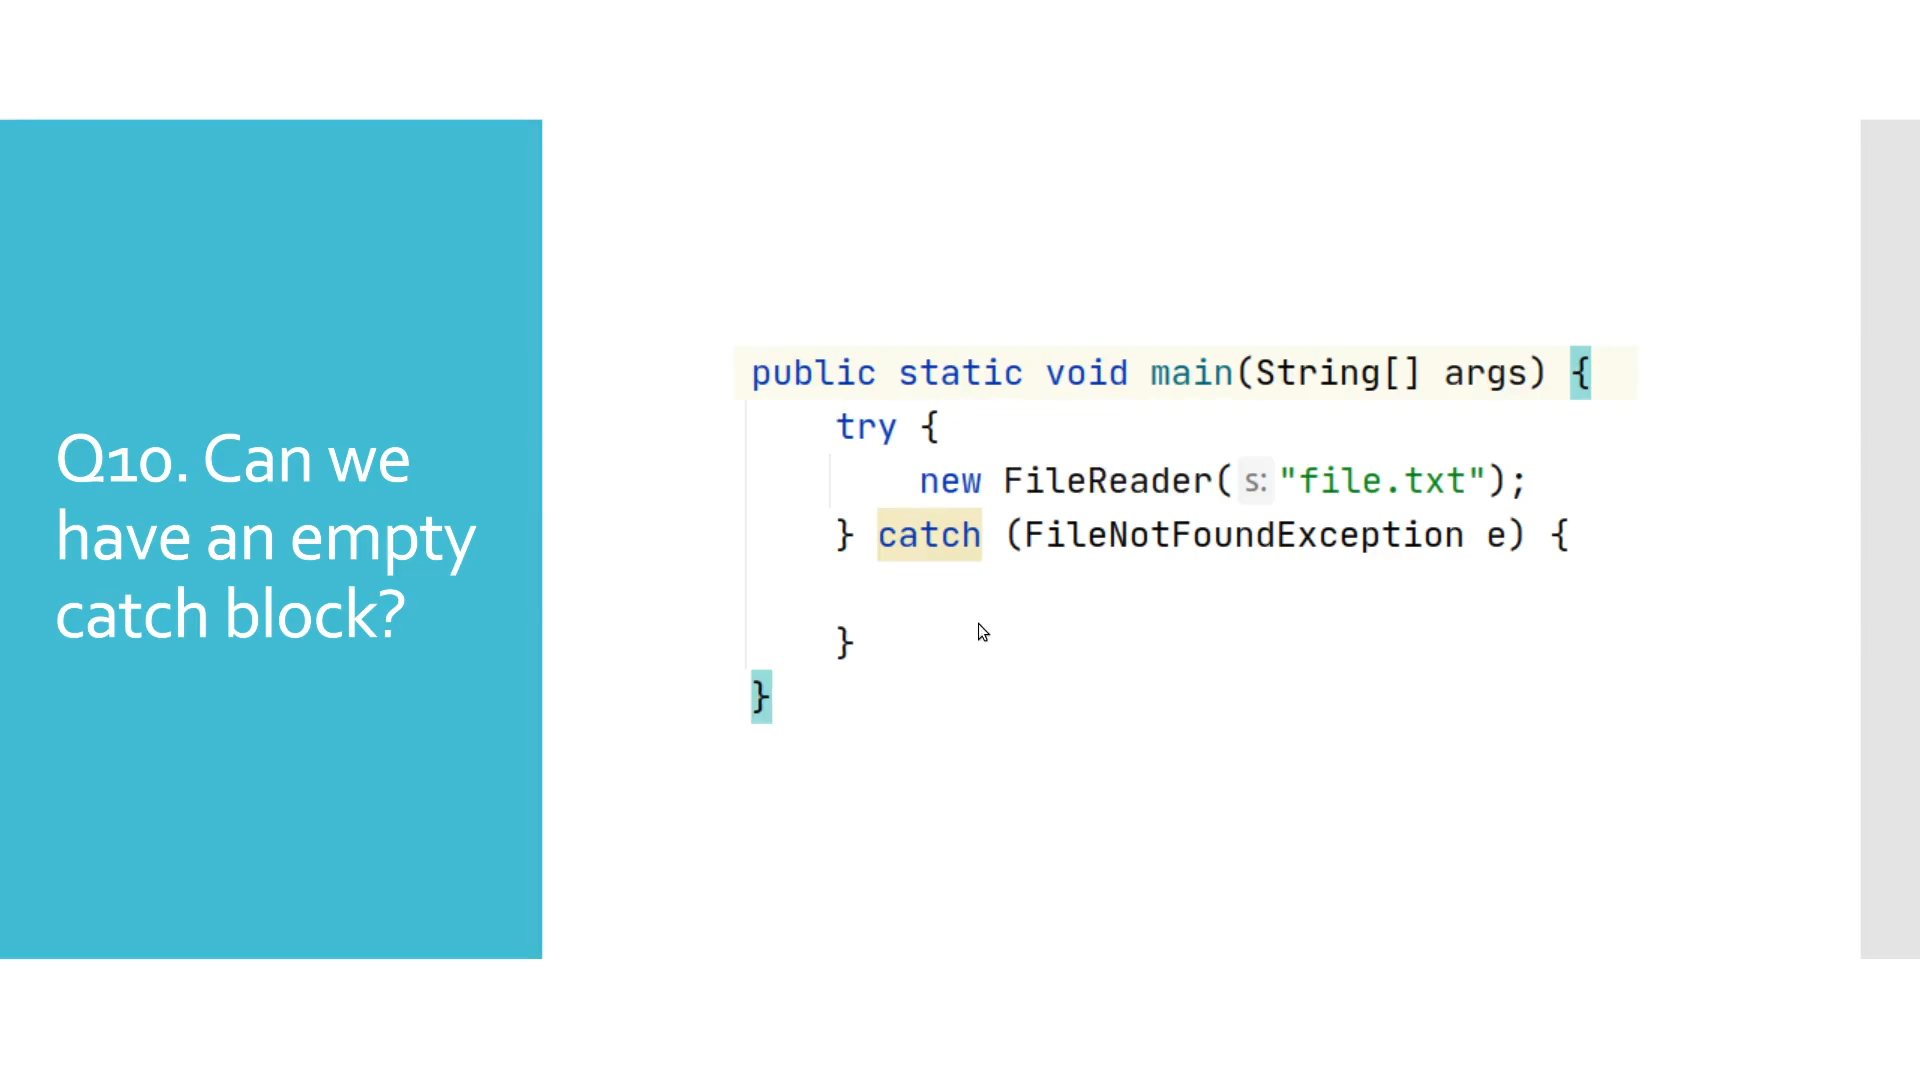 Q10. Can we
have an empty
catch block?
public static void main(String[] args) {
try {
new FileReader( s: "file.txt");
} catch (FileNotFoundException e) {
}
}